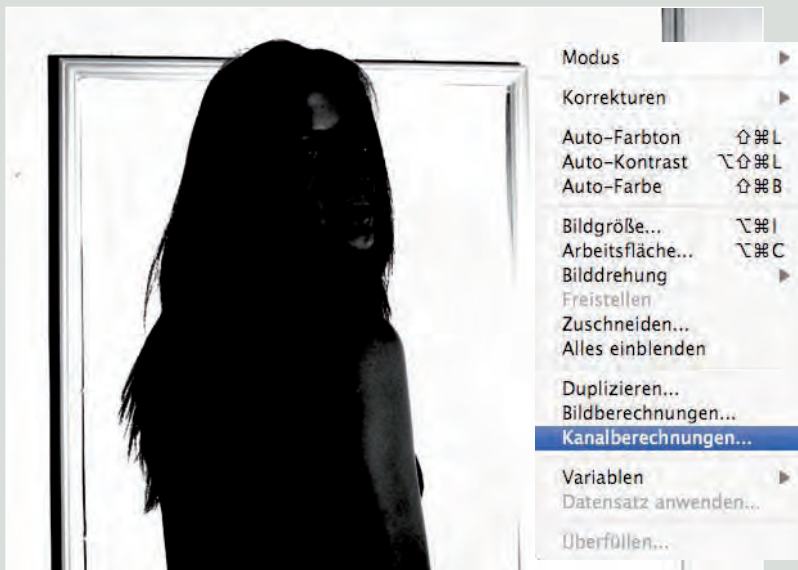 Modus
Korrekturen
Auto-Farbton ⇧⌘L
Auto-Kontrast ⌥⇧⌘L
Auto-Farbe ⇧⌘B
Bildgröße... ⌥⌘I
Arbeitsfläche... ⌥⌘C
Bilddrehung
Freistellen
Zuschneiden...
Alles einblenden
Duplizieren...
Bildberechnungen...
Kanalberechnungen...
Variablen
Datensatz anwenden...
Überfüllen...